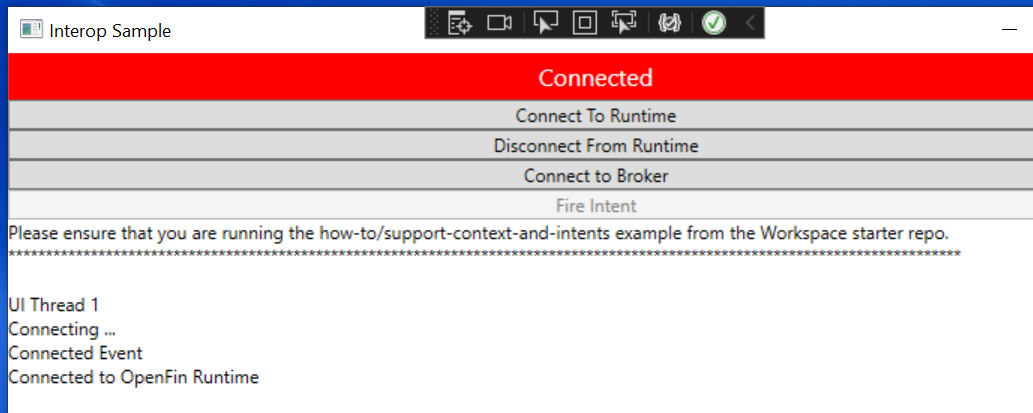 Interop Sample
Connected
Connect To Runtime
Disconnect From Runtime
Connect to Broker
Fire Intent
Please ensure that you are running the how-to/support-context-and-intents example from the Workspace starter repo.
*******************************************************************************************************************************
UI Thread 1
Connecting ...
Connected Event
Connected to OpenFin Runtime